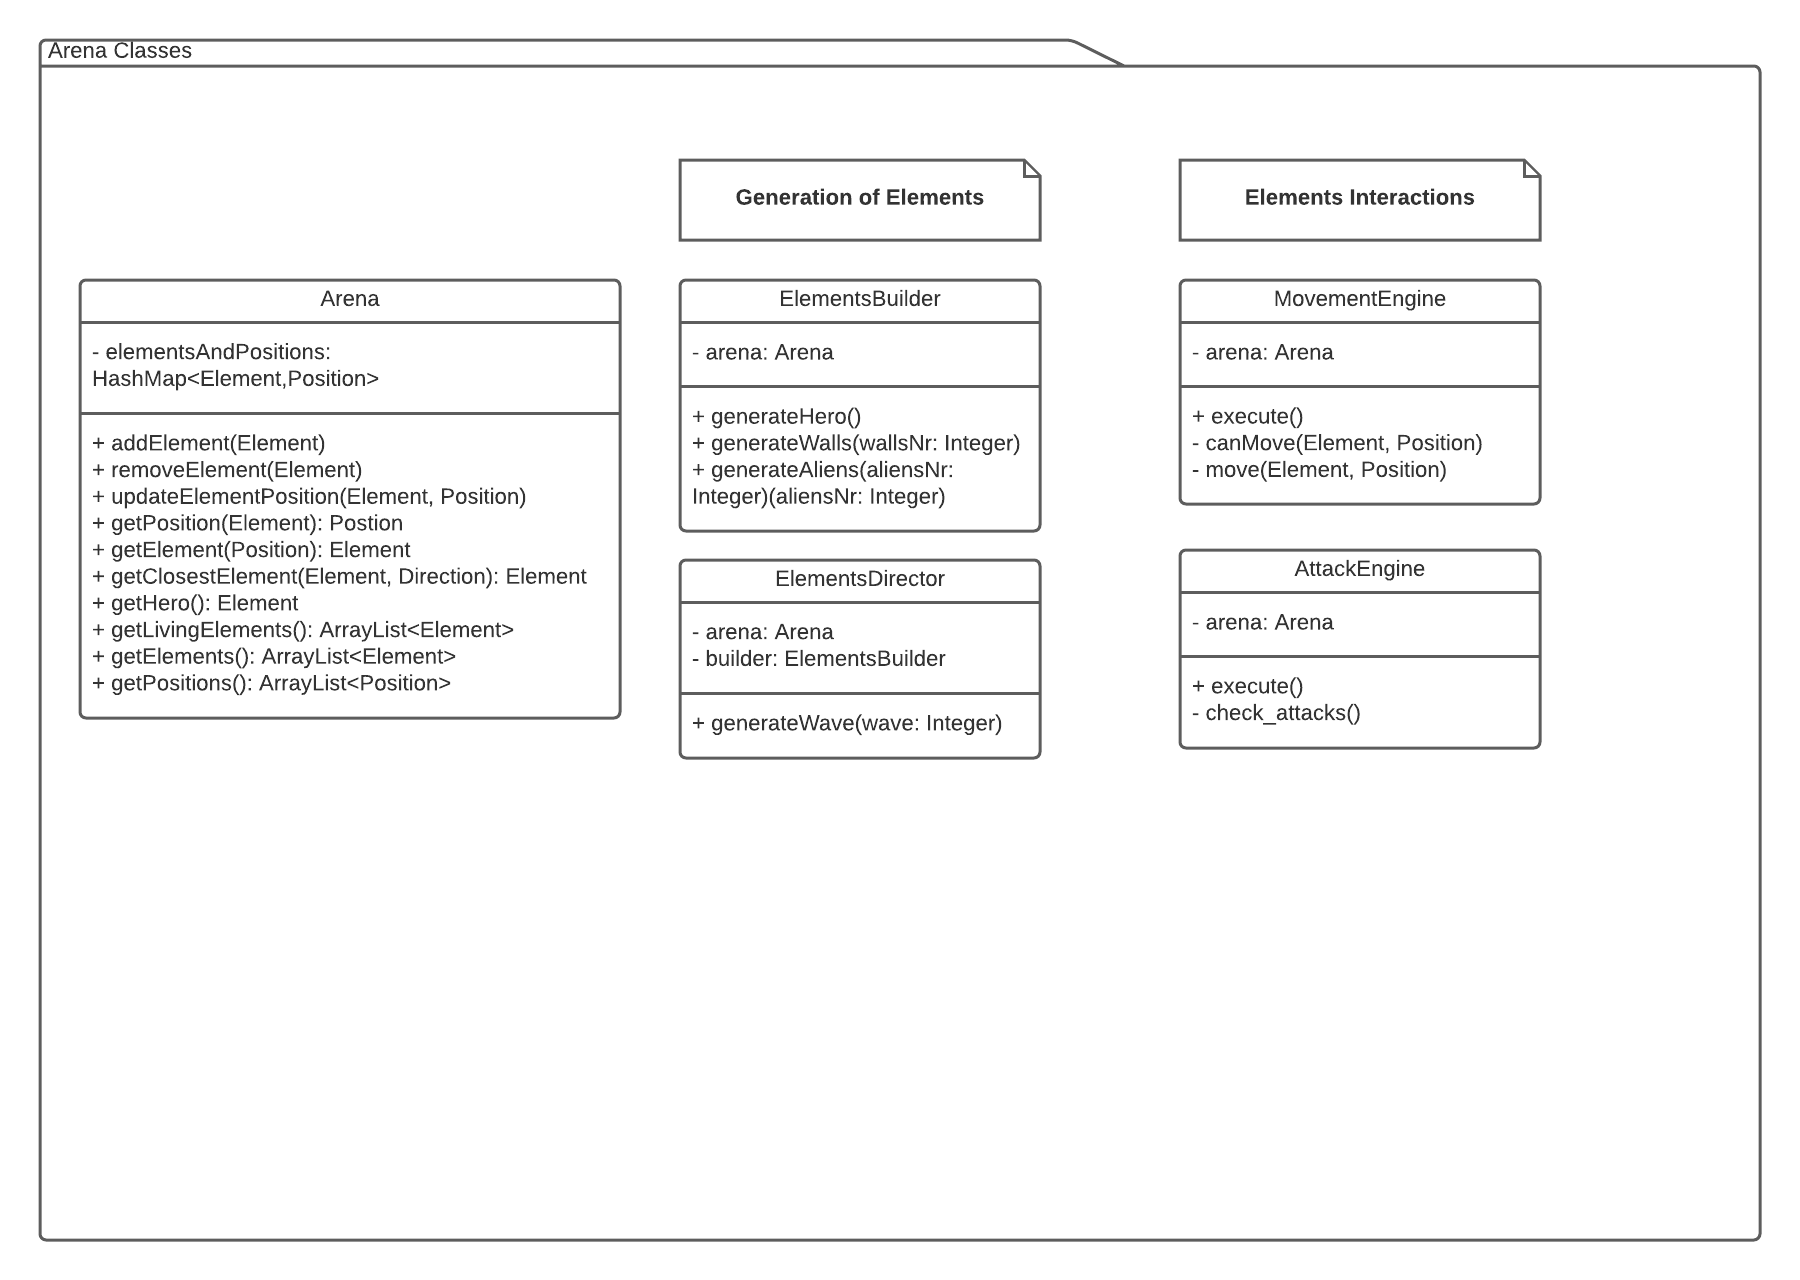 Arena Classes
Generation of Elements
Elements Interactions
Arena
- elementsAndPositions:
HashMap<Element,Position>
+ addElement(Element)
+ removeElement(Element)
+ updateElementPosition(Element, Position)
+ getPosition(Element): Postion
+ getElement(Position): Element
+ getClosestElement(Element, Direction): Element
+ getHero(): Element
+ getLivingElements(): ArrayList<Element>
+ getElements(): ArrayList<Element>
+ getPositions(): ArrayList<Position>
ElementsBuilder
- arena: Arena
+ generateHero()
+ generateWalls(wallsNr: Integer)
+ generateAliens(aliensNr:
Integer)(aliensNr: Integer)
ElementsDirector
- arena: Arena
- builder: ElementsBuilder
+ generateWave(wave: Integer)
MovementEngine
- arena: Arena
+ execute()
- canMove(Element, Position)
- move(Element, Position)
AttackEngine
- arena: Arena
+ execute()
- check_attacks()